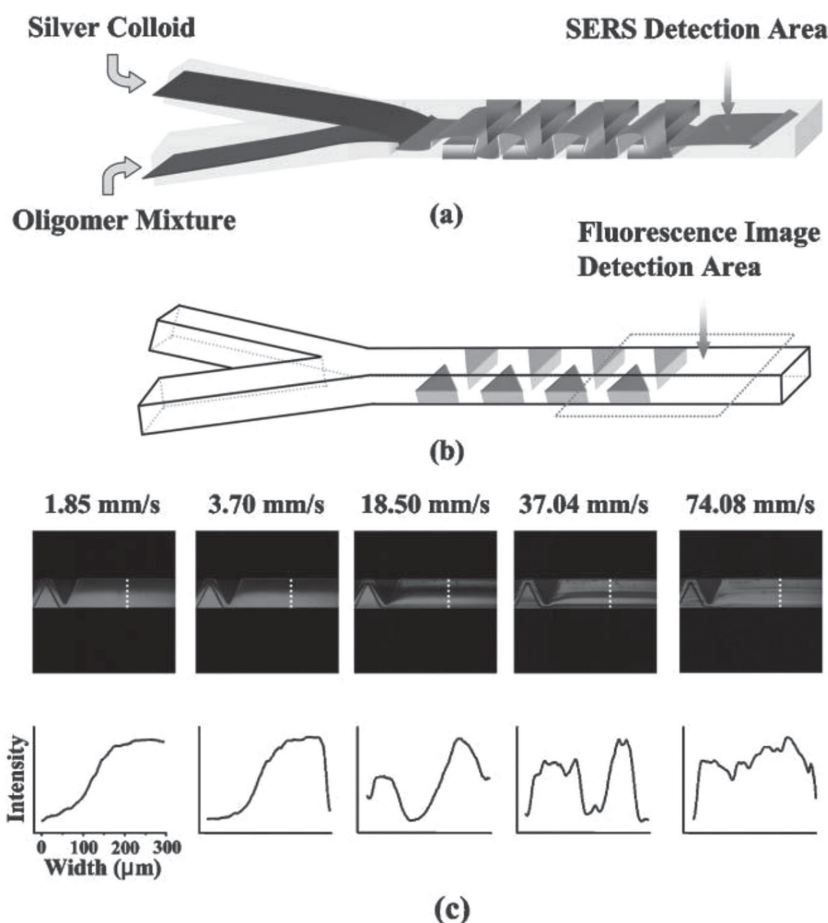 Silver Colloid
SERS Detection Area
Oligomer Mixture
(a)
Fluorescence Image
Detection Area
(b)
1.85 mm/s 3.70 mm/s 18.50 mm/s 37.04 mm/s 74.08 mm/s
Intensity
0 100 200 300
Width (μm)
(c)